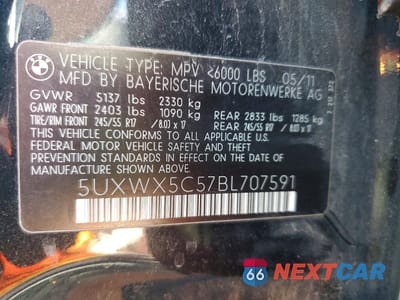 VEHICLE TYPE: MPV <6000 LBS 05/11
MFD BY BAYERISCHE MOTORENWERKE AG
GVWR 5137 lbs 2330 kg
GAWR FRONT 2403 lbs 1090 kg REAR 2833 lbs 1285 kg
TIRE/RIM FRONT 245/55 R17 // 8.0J x 17 REAR 245/55 R17 // 8.0J x 17
THIS VEHICLE CONFORMS TO ALL APPLICABLE
FEDERAL MOTOR VEHICLE SAFETY STANDARDS
IN EFFECT ON THE DATE OF
MANUFACTURE SHOWN ABOVE.
5UXWX5C57BL707591
66 NEXTCAR